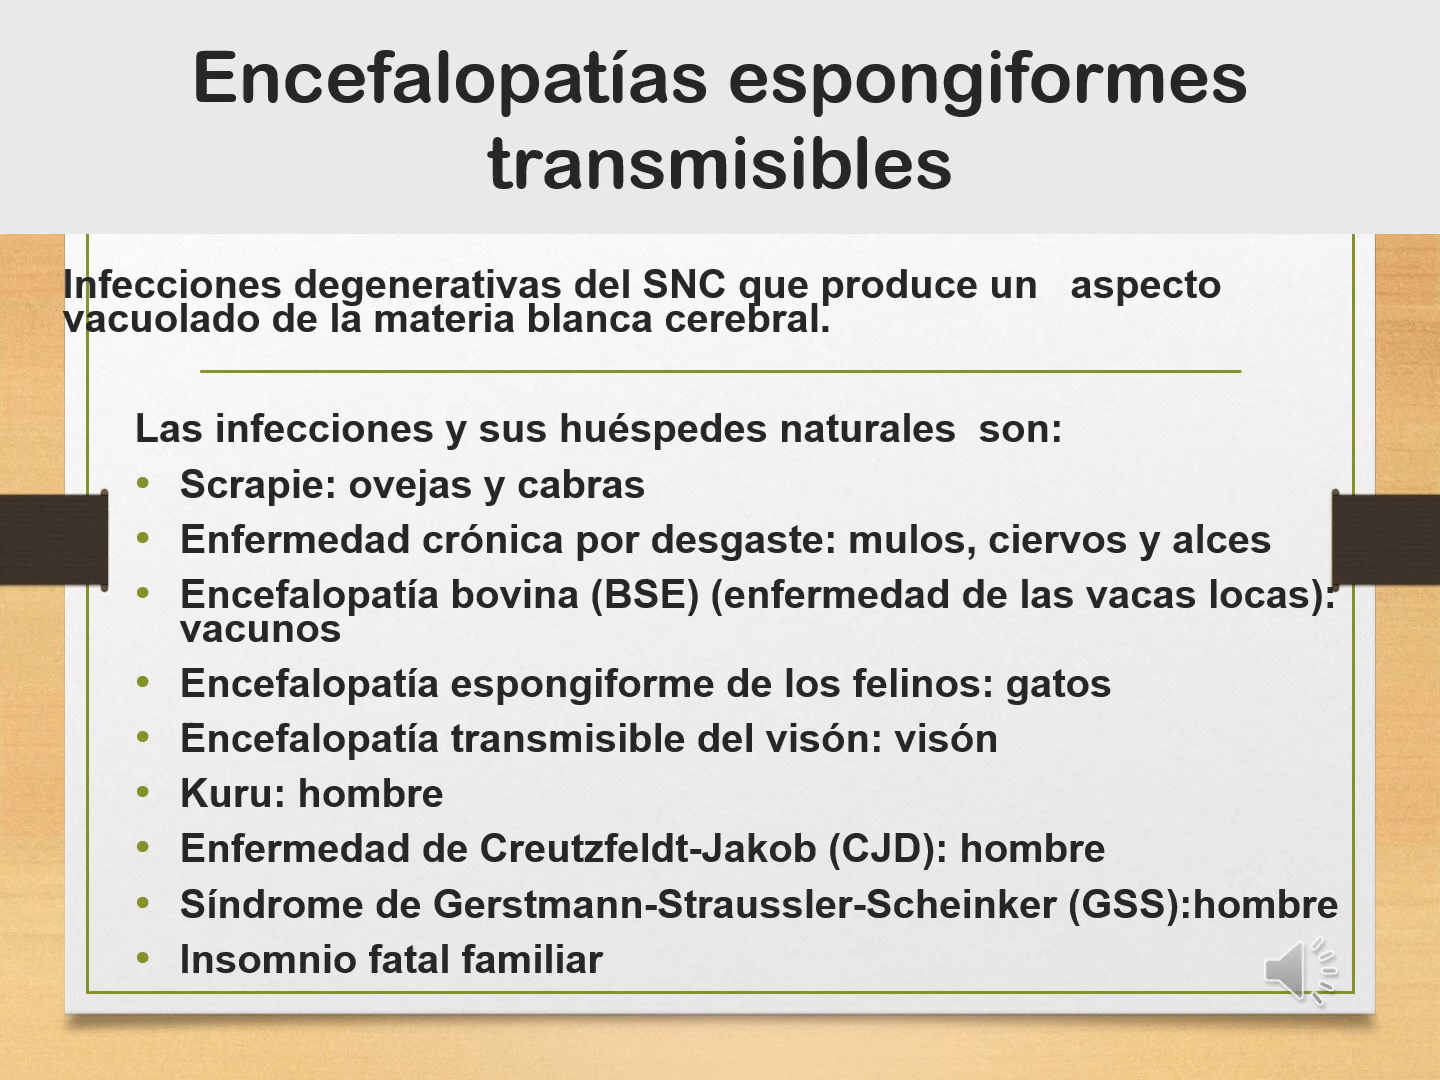 Encefalopatías espongiformes
transmisibles
Infecciones degenerativas del SNC que produce un   aspecto
vacuolado de la materia blanca cerebral.
Las infecciones y sus huéspedes naturales  son:
• Scrapie: ovejas y cabras
• Enfermedad crónica por desgaste: mulos, ciervos y alces
• Encefalopatía bovina (BSE) (enfermedad de las vacas locas):
vacunos
• Encefalopatía espongiforme de los felinos: gatos
• Encefalopatía transmisible del visón: visón
• Kuru: hombre
• Enfermedad de Creutzfeldt-Jakob (CJD): hombre
• Síndrome de Gerstmann-Straussler-Scheinker (GSS):hombre
• Insomnio fatal familiar